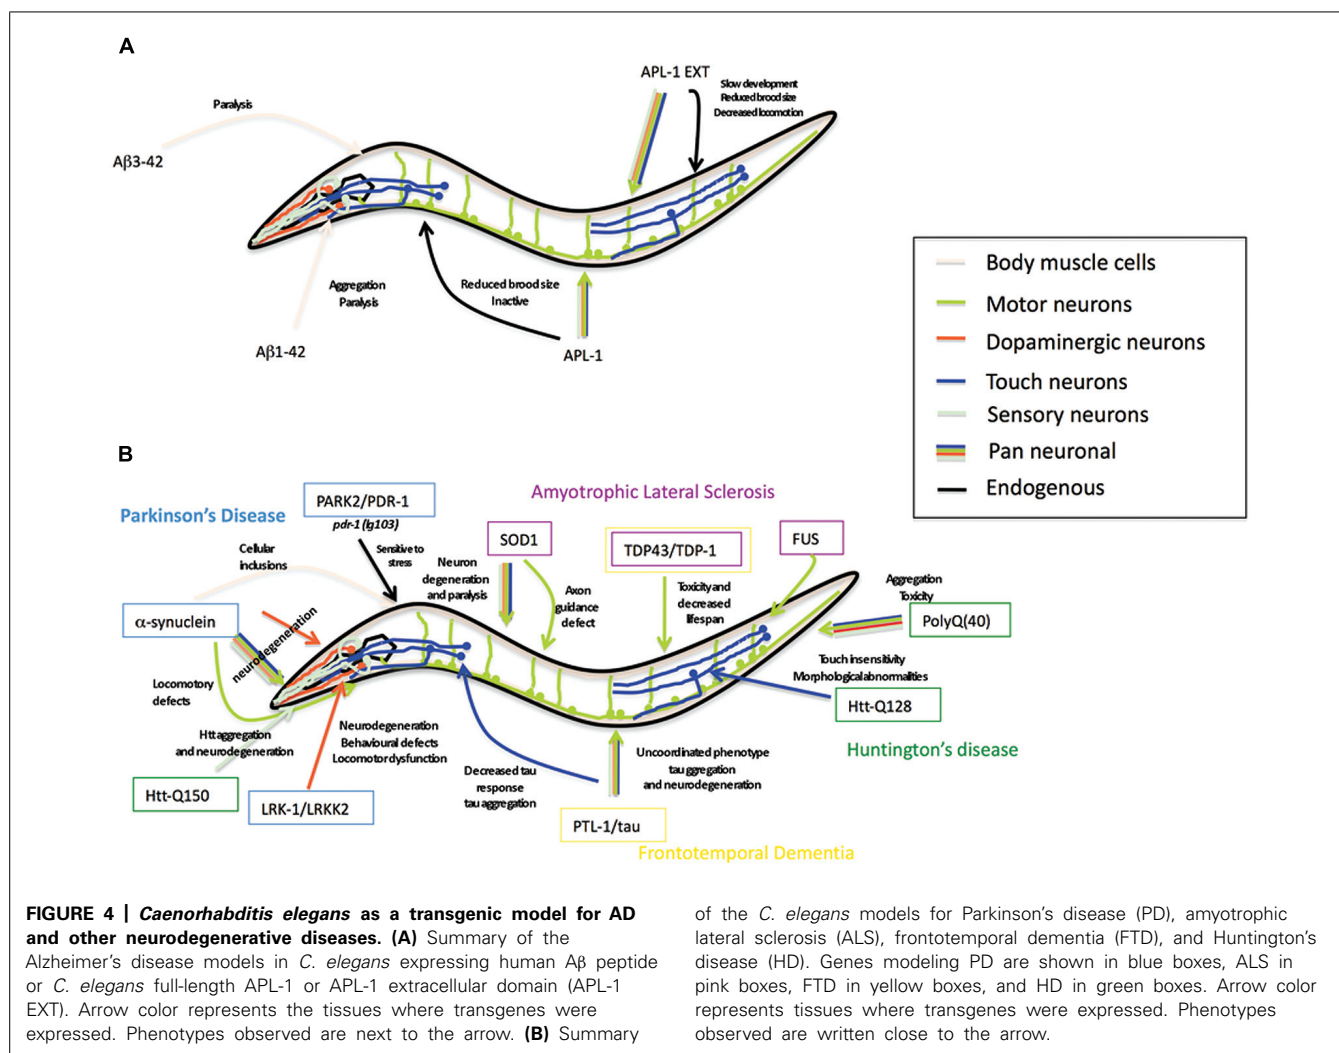 A
APL-1 EXT
Slow development
Reduced brood size
Decreased locomotion
Paralysis
Aβ3-42
Aggregation
Paralysis
Reduced brood size
Inactive
Aβ1-42
APL-1
Body muscle cells
Motor neurons
Dopaminergic neurons
Touch neurons
Sensory neurons
Pan neuronal
Endogenous
B
Parkinson's Disease
PARK2/PDR-1
pdr-1 (lg103)
Amyotrophic Lateral Sclerosis
SOD1
TDP43/TDP-1
FUS
Cellular
inclusions
Sensitive to
stress
Neuron
degeneration
and paralysis
Axon
guidance
defect
Toxicity and
decreased
lifespan
Aggregation
Toxicity
PolyQ(40)
α-synuclein
neurodegeneration
Locomotory
defects
Touch insensitivity
Morphological abnormalities
Htt-Q128
Huntington's disease
Htt aggregation
and neurodegeneration
Htt-Q150
Neurodegeneration
Behavioural defects
Locomotor dysfunction
LRK-1/LRKK2
Decreased tau
response
tau aggregation
Uncoordinated phenotype
tau ggregation
and neurodegeneration
PTL-1/tau
Frontotemporal Dementia
FIGURE 4 | Caenorhabditis elegans as a transgenic model for AD
and other neurodegenerative diseases. (A) Summary of the
Alzheimer's disease models in C. elegans expressing human Aβ peptide
or C. elegans full-length APL-1 or APL-1 extracellular domain (APL-1
EXT). Arrow color represents the tissues where transgenes were
expressed. Phenotypes observed are next to the arrow. (B) Summary
of the C. elegans models for Parkinson's disease (PD), amyotrophic
lateral sclerosis (ALS), frontotemporal dementia (FTD), and Huntington's
disease (HD). Genes modeling PD are shown in blue boxes, ALS in
pink boxes, FTD in yellow boxes, and HD in green boxes. Arrow color
represents tissues where transgenes were expressed. Phenotypes
observed are written close to the arrow.